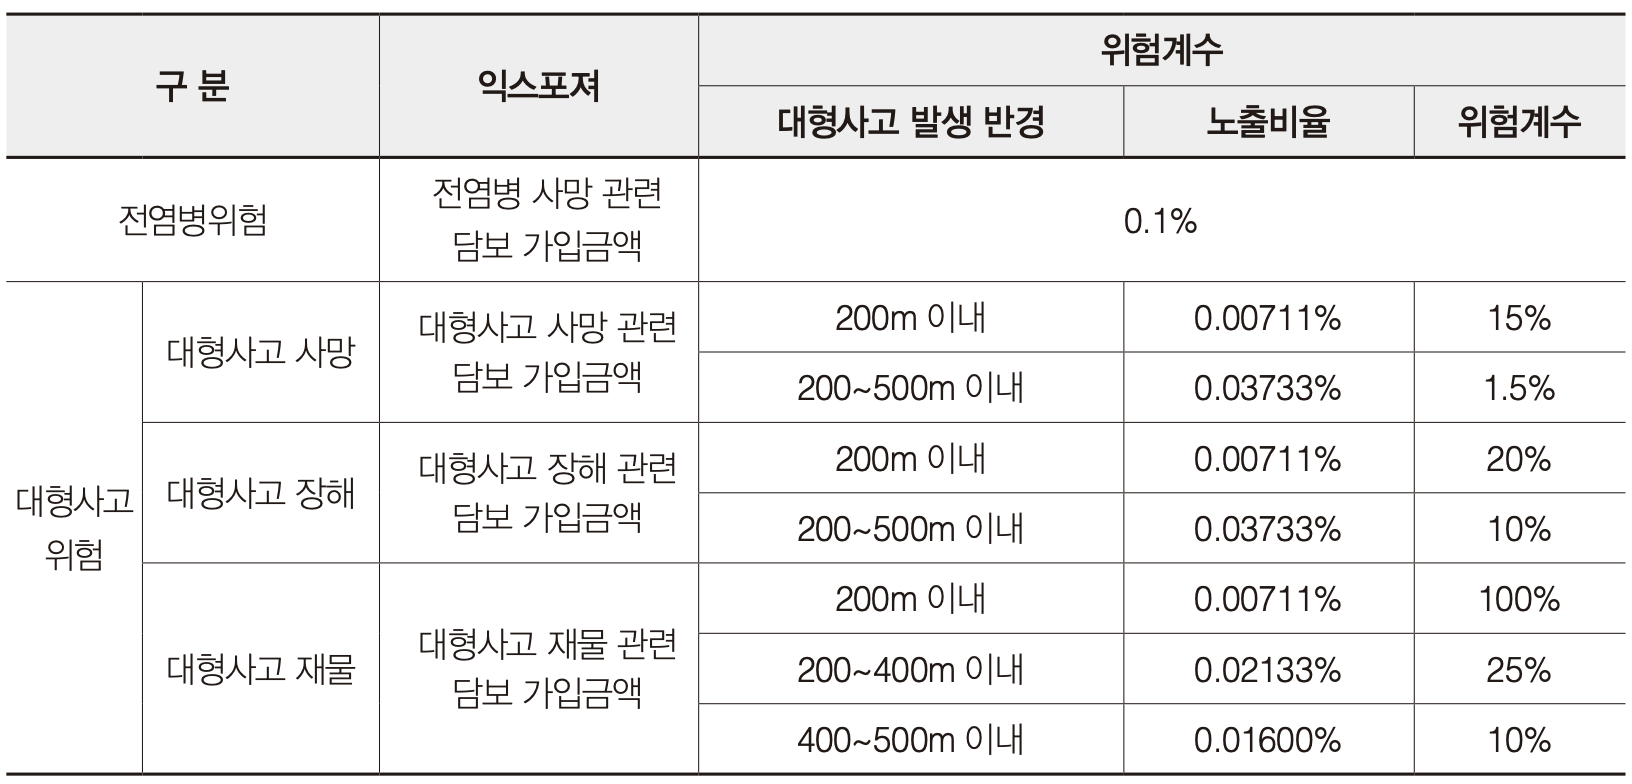 구 분
익스포져
위험계수
대형사고 발생 반경
노출비율
위험계수
전염병위험
전염병 사망 관련
담보 가입금액
0.1%
대형사고
위험
대형사고 사망
대형사고 사망 관련
담보 가입금액
200m 이내
0.00711%
15%
200~500m 이내
0.03733%
1.5%
대형사고 장해
대형사고 장해 관련
담보 가입금액
200m 이내
0.00711%
20%
200~500m 이내
0.03733%
10%
대형사고 재물
대형사고 재물 관련
담보 가입금액
200m 이내
0.00711%
100%
200~400m 이내
0.02133%
25%
400~500m 이내
0.01600%
10%